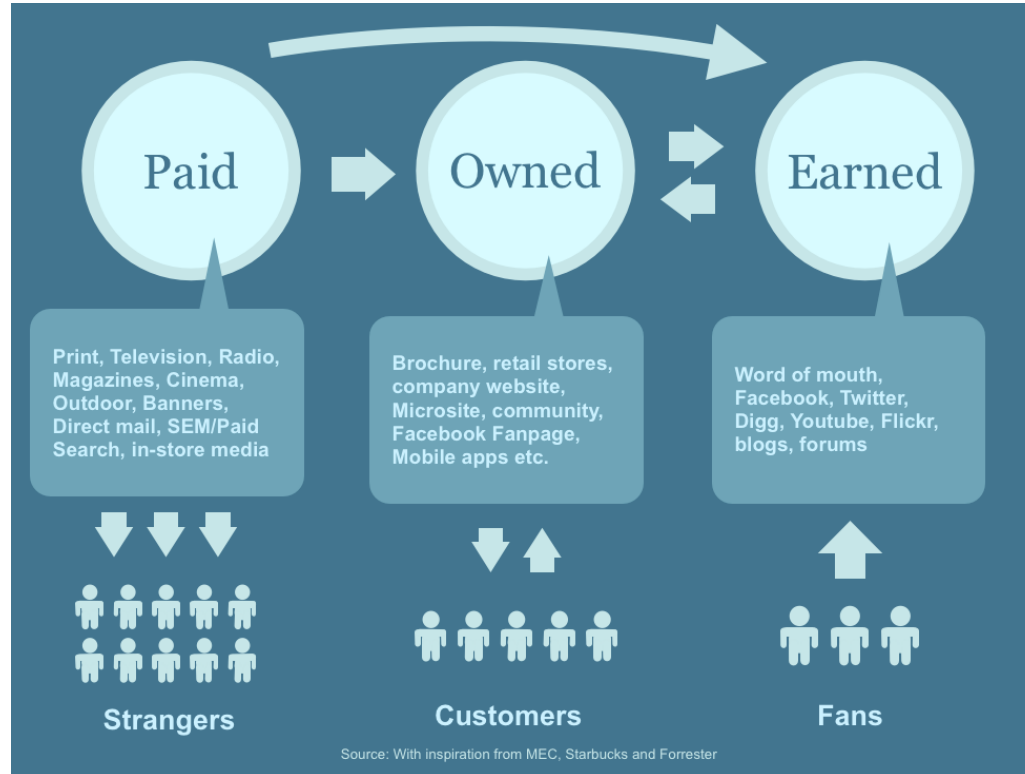 Paid
Owned
Earned
Print, Television, Radio,
Magazines, Cinema,
Outdoor, Banners,
Direct mail, SEM/Paid
Search, in-store media
Brochure, retail stores,
company website,
Microsite, community,
Facebook Fanpage,
Mobile apps etc.
Word of mouth,
Facebook, Twitter,
Digg, Youtube, Flickr,
blogs, forums
Strangers
Customers
Fans
Source: With inspiration from MEC, Starbucks and Forrester